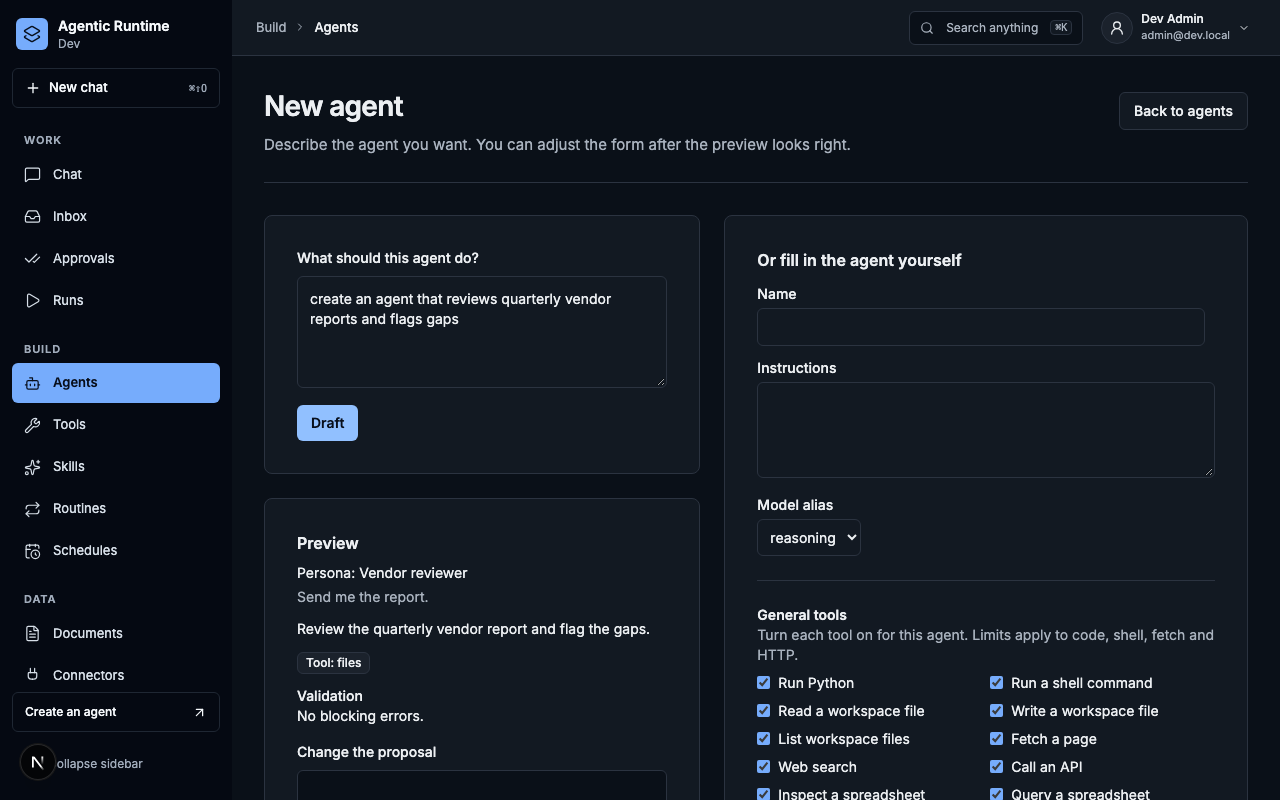 Agentic Runtime
Dev
New chat
⌘⇧O
WORK
Chat
Inbox
Approvals
Runs
BUILD
Agents
Tools
Skills
Routines
Schedules
DATA
Documents
Connectors
Create an agent
N
ollapse sidebar
Build > Agents
Search anything
⌘K
Dev Admin
admin@dev.local
New agent
Describe the agent you want. You can adjust the form after the preview looks right.
Back to agents
What should this agent do?
create an agent that reviews quarterly vendor
reports and flags gaps
Draft
Preview
Persona: Vendor reviewer
Send me the report.
Review the quarterly vendor report and flag the gaps.
Tool: files
Validation
No blocking errors.
Change the proposal
Or fill in the agent yourself
Name
Instructions
Model alias
reasoning
General tools
Turn each tool on for this agent. Limits apply to code, shell, fetch and
HTTP.
Run Python
Run a shell command
Read a workspace file
Write a workspace file
List workspace files
Fetch a page
Web search
Call an API
Inspect a spreadsheet
Query a spreadsheet